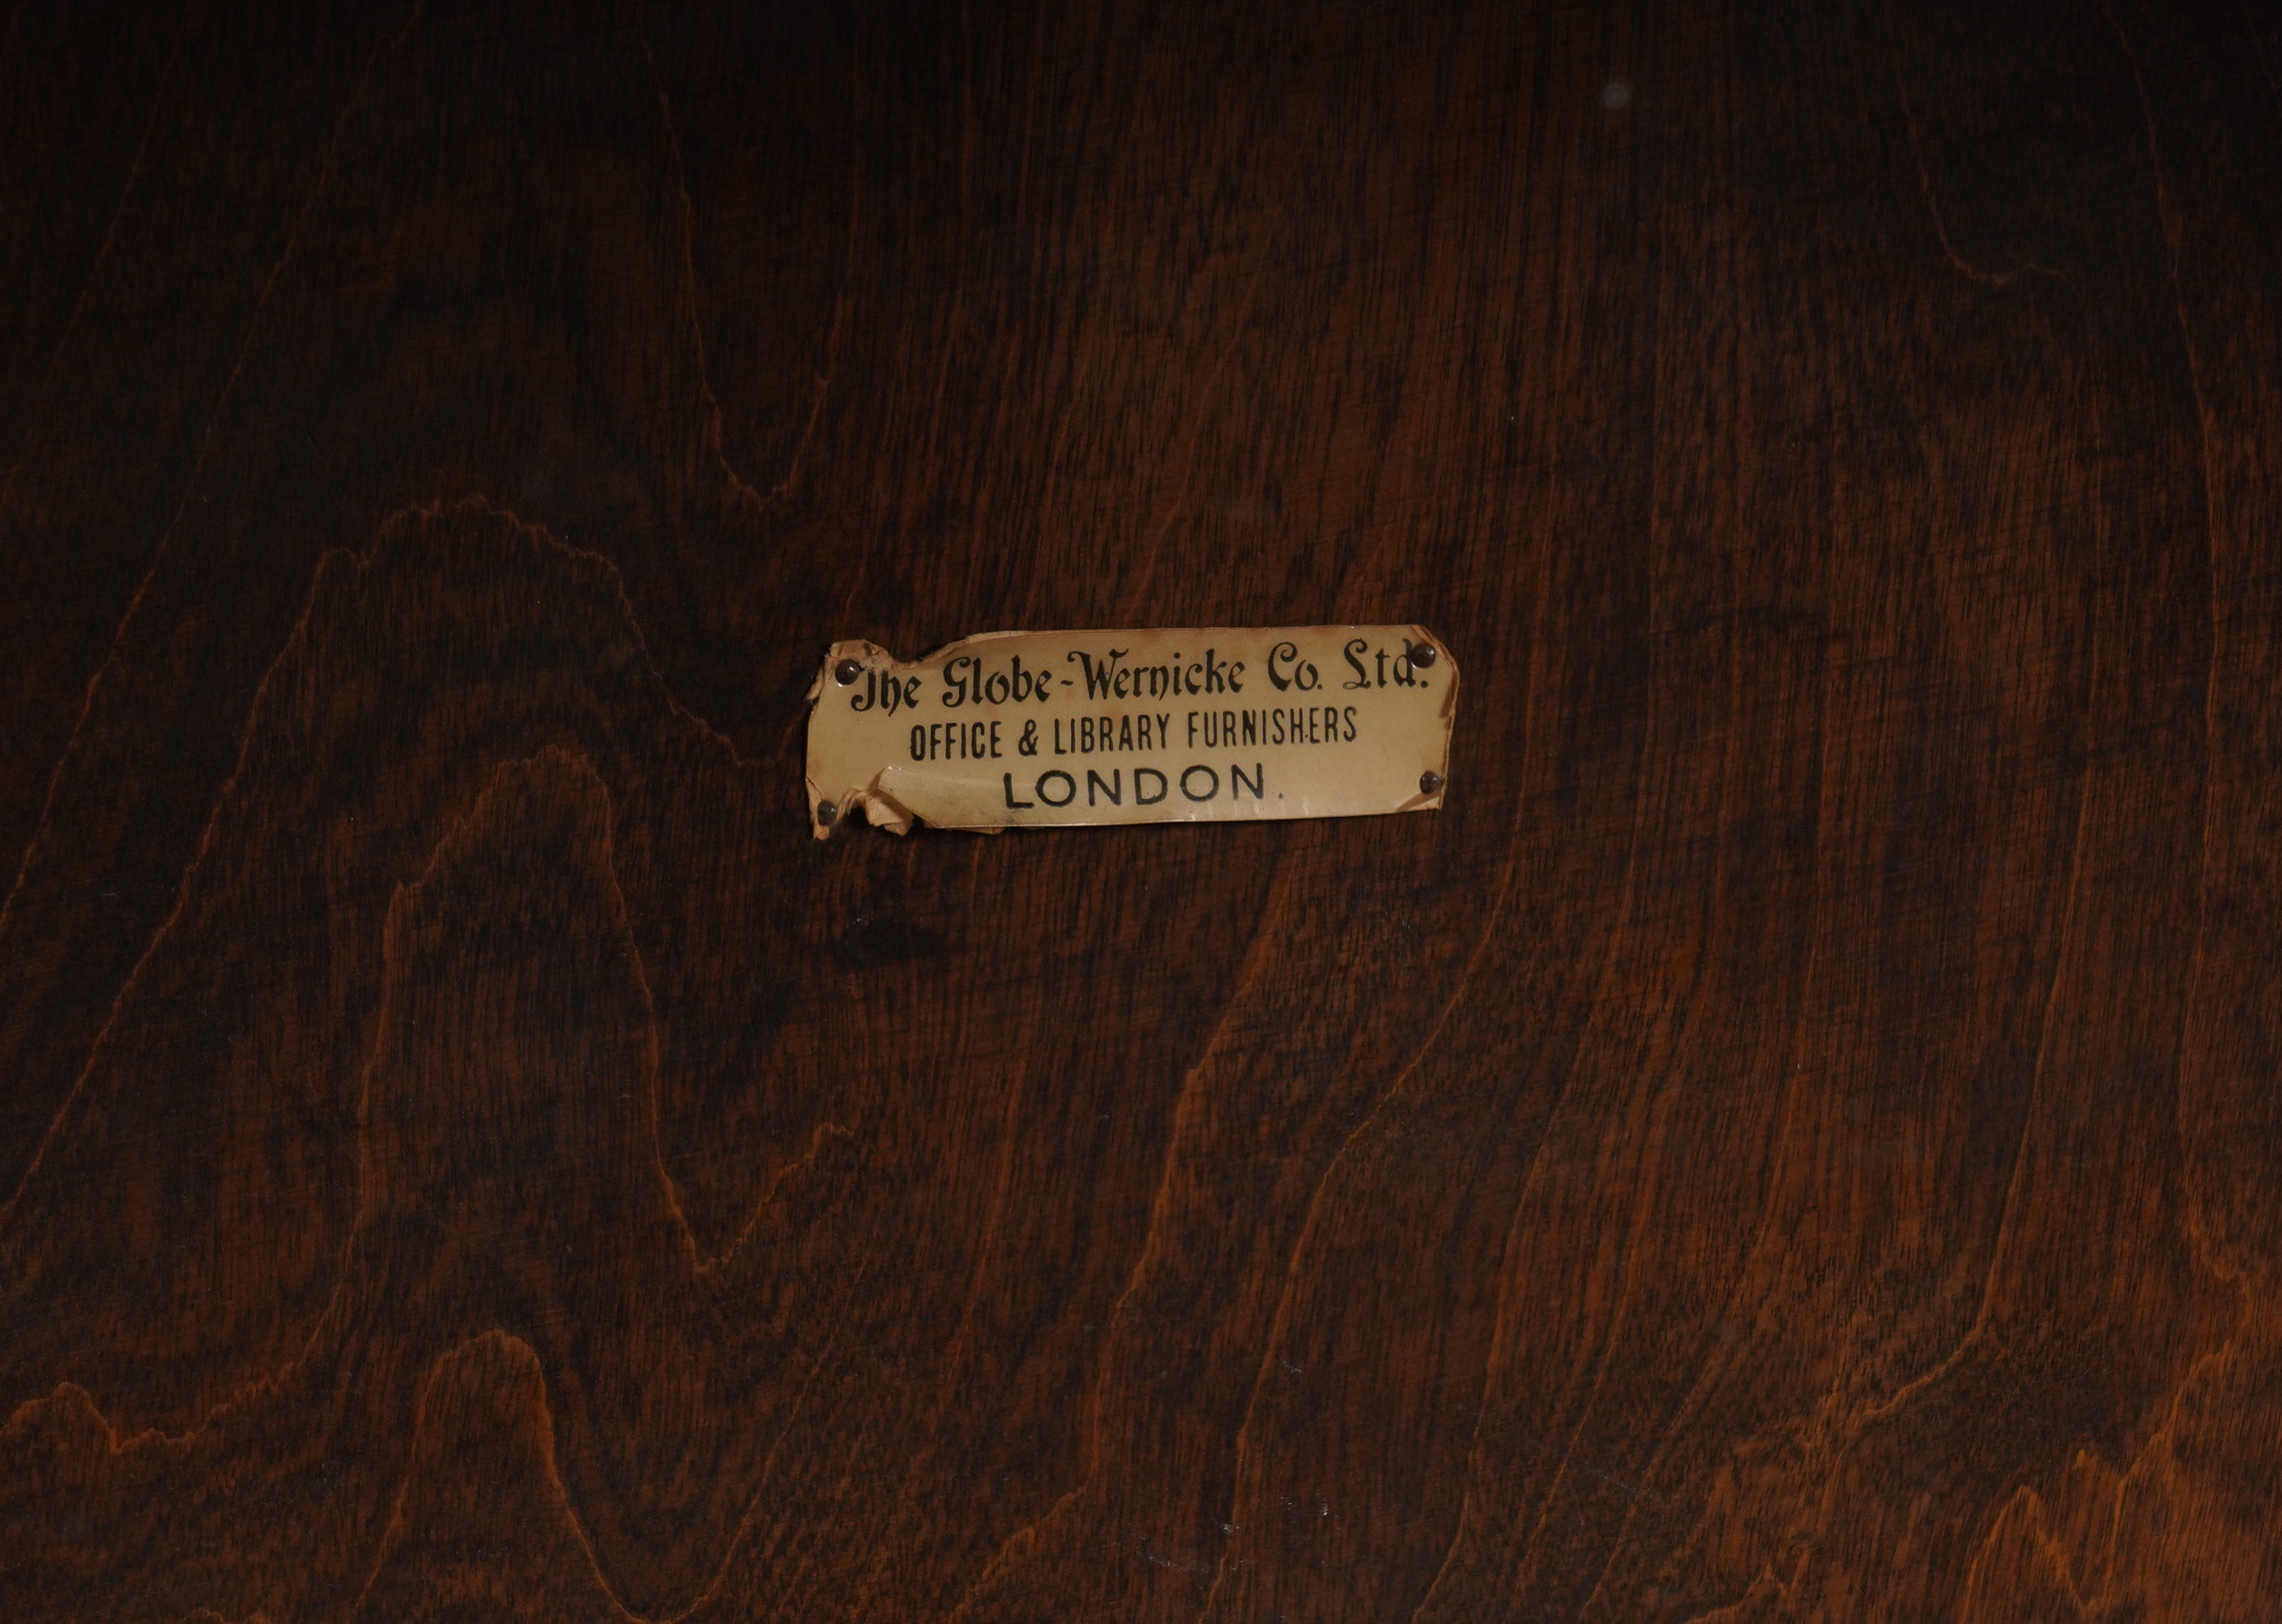 The Globe-Wernicke Co. Ltd.
OFFICE & LIBRARY FURNISHERS
LONDON.